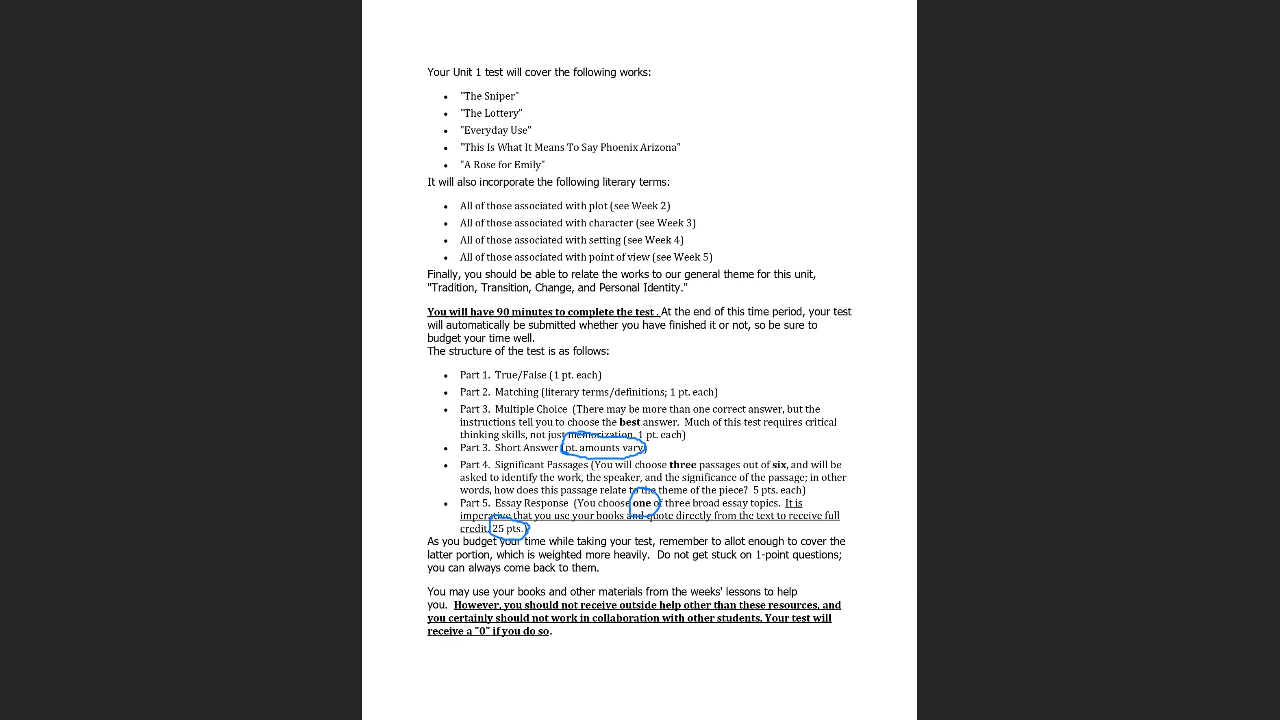 Your Unit 1 test will cover the following works:
• "The Sniper"
• "The Lottery"
• "Everyday Use"
• "This Is What It Means To Say Phoenix Arizona"
• "A Rose for Emily"
It will also incorporate the following literary terms:
• All of those associated with plot (see Week 2)
• All of those associated with character (see Week 3)
• All of those associated with setting (see Week 4)
• All of those associated with point of view (see Week 5)
Finally, you should be able to relate the works to our general theme for this unit,
"Tradition, Transition, Change, and Personal Identity."
You will have 90 minutes to complete the test . At the end of this time period, your test
will automatically be submitted whether you have finished it or not, so be sure to
budget your time well.
The structure of the test is as follows:
• Part 1. True/False (1 pt. each)
• Part 2. Matching (literary terms/definitions; 1 pt. each)
• Part 3. Multiple Choice (There may be more than one correct answer, but the
instructions tell you to choose the best answer. Much of this test requires critical
thinking skills, not just memorization. 1 pt. each)
• Part 3. Short Answer (pt. amounts vary)
• Part 4. Significant Passages (You will choose three passages out of six, and will be
asked to identify the work, the speaker, and the significance of the passage; in other
words, how does this passage relate to the theme of the piece? 5 pts. each)
• Part 5. Essay Response (You choose one of three broad essay topics. It is
imperative that you use your books and quote directly from the text to receive full
credit. 25 pts.)
As you budget your time while taking your test, remember to allot enough to cover the
latter portion, which is weighted more heavily. Do not get stuck on 1-point questions;
you can always come back to them.
You may use your books and other materials from the weeks' lessons to help
you. However, you should not receive outside help other than these resources, and
you certainly should not work in collaboration with other students. Your test will
receive a "0" if you do so.